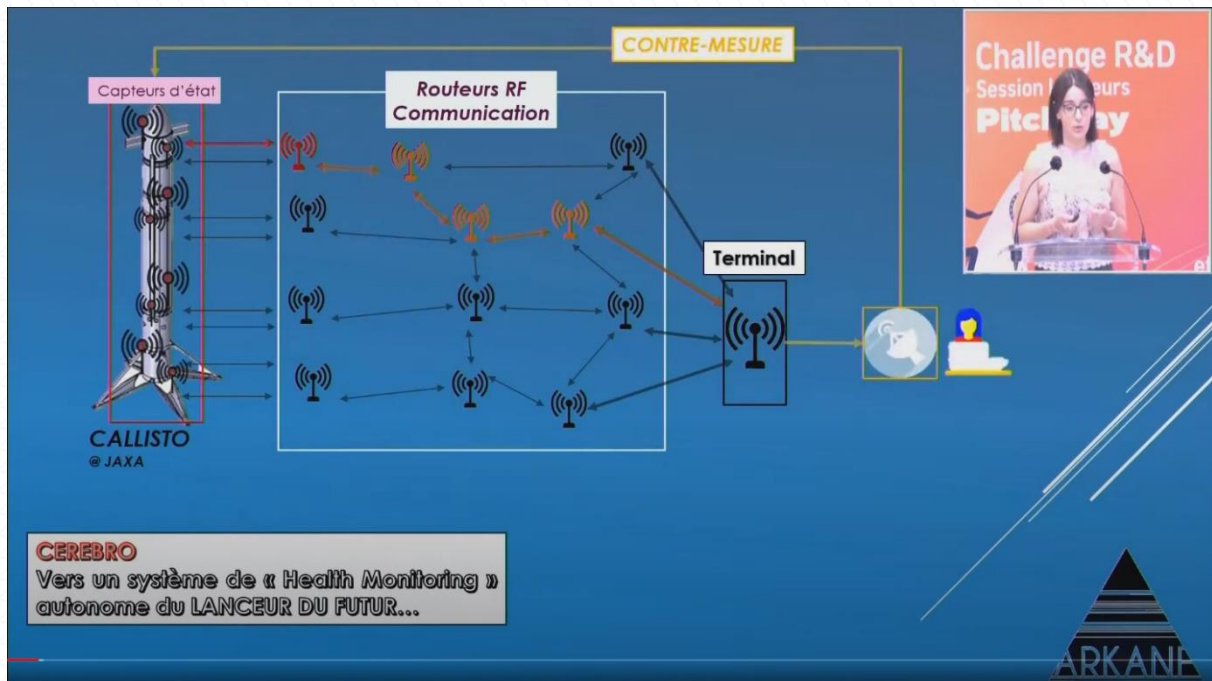 CONTRE-MESURE
Challenge R&D
Session
eurs
Capteurs d'état
Routeurs RF
Communication
Terminal
CALLISTO
@ JAXA
CEREBRO
Vers un système de « Health Monitoring »
autonome du LANCEUR DU FUTUR...
ARKANE